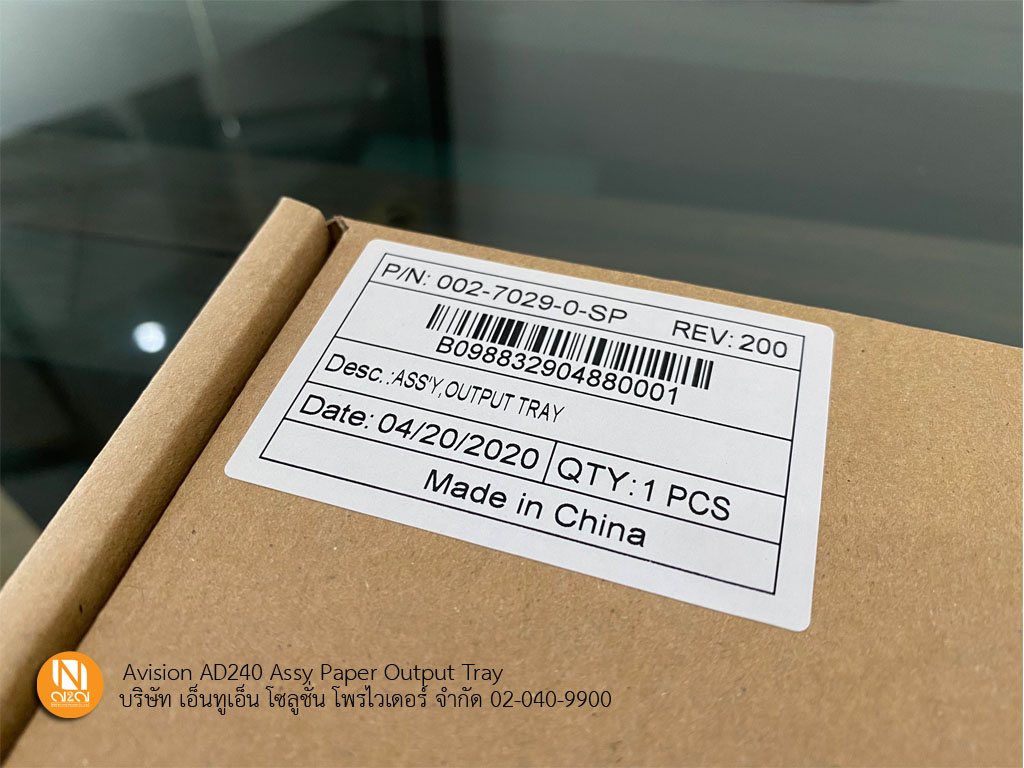 P/N: 002-7029-0-SP REV: 200
B098832904880001
Desc.:ASS'Y,OUTPUT TRAY
Date: 04/20/2020 QTY: 1 PCS
Made in China
N
Avision AD240 Assy Paper Output Tray
บริษัท เอ็นทูเอ็น โซลูชั่น โพรไวเดอร์ จำกัด 02-040-9900